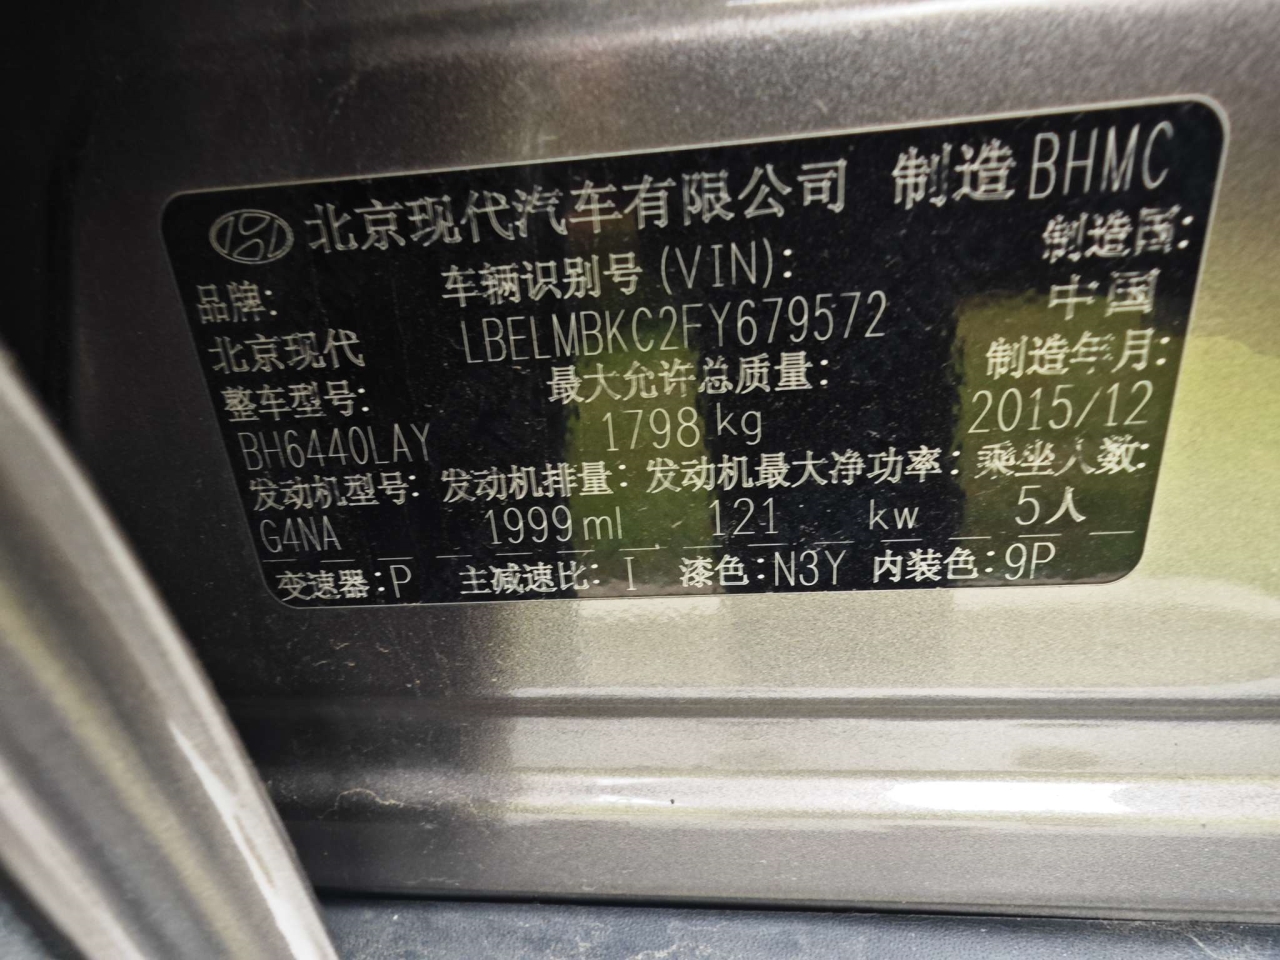 北京现代汽车有限公司 制造 BHMC
品牌: 车辆识别号 (VIN): 制造国:
北京现代 LBELMBKC2FY679572 中国
整车型号: 最大允许总质量: 制造年月:
BH6440LAY 1798 kg 2015/12
发动机型号: 发动机排量: 发动机最大净功率: 乘坐人数:
G4NA 1999 ml 121 kw 5人
变速器: P 主减速比: I 漆色: N3Y 内装色: 9P